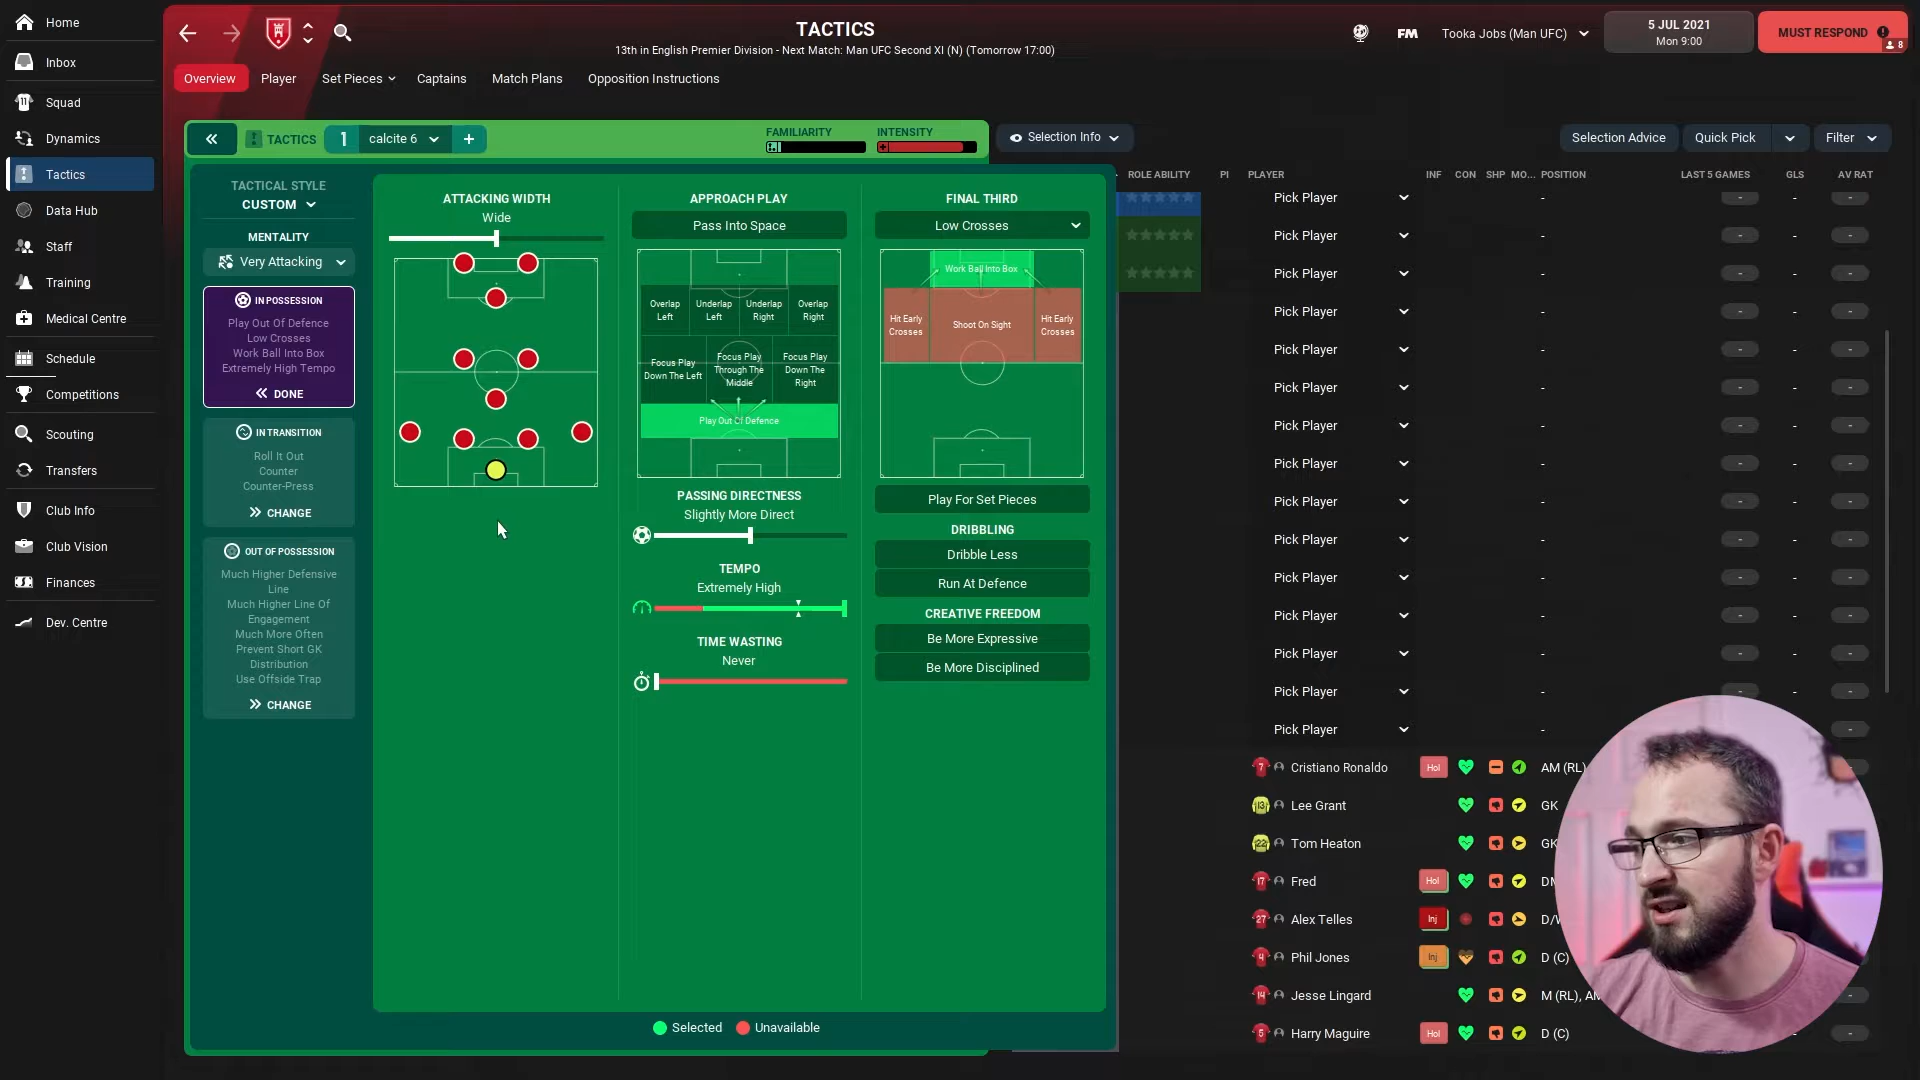 Home
Inbox
Squad
Dynamics
Tactics
Data Hub
Staff
Training
Medical Centre
Schedule
Competitions
Scouting
Transfers
Club Info
Club Vision
Finances
Dev. Centre
TACTICS
13th in English Premier Division - Next Match: Man UFC Second XI (N) (Tomorrow 17:00)
FM
Tooka Jobs (Man UFC)
5 JUL 2021
Mon 9:00
MUST RESPOND
8
Overview
Player
Set Pieces
Captains
Match Plans
Opposition Instructions
TACTICS
1
calcite 6
+
FAMILIARITY
INTENSITY
Selection Info
Selection Advice
Quick Pick
Filter
TACTICAL STYLE
CUSTOM
MENTALITY
Very Attacking
IN POSSESSION
Play Out Of Defence
Low Crosses
Work Ball Into Box
Extremely High Tempo
DONE
IN TRANSITION
Roll It Out
Counter
Counter-Press
CHANGE
OUT OF POSSESSION
Much Higher Defensive
Line
Much Higher Line Of
Engagement
Much More Often
Prevent Short GK
Distribution
Use Offside Trap
CHANGE
ATTACKING WIDTH
Wide
APPROACH PLAY
Pass Into Space
Overlap Left
Underlap Left
Underlap Right
Overlap Right
Focus Play Down The Left
Focus Play Through The Middle
Focus Play Down The Right
Play Out Of Defence
PASSING DIRECTNESS
Slightly More Direct
TEMPO
Extremely High
TIME WASTING
Never
FINAL THIRD
Low Crosses
Work Ball Into Box
Hit Early Crosses
Shoot On Sight
Hit Early Crosses
Play For Set Pieces
DRIBBLING
Dribble Less
Run At Defence
CREATIVE FREEDOM
Be More Expressive
Be More Disciplined
Selected
Unavailable
ROLE ABILITY PI PLAYER INF CON SHP MO... POSITION LAST 5 GAMES GLS AV RAT
Pick Player - - - -
Pick Player - - - -
Pick Player - - - -
Pick Player - - - -
Pick Player - - - -
Pick Player - - - -
Pick Player - - - -
Pick Player - - - -
Pick Player - - - -
Pick Player - - - -
Pick Player - - - -
Pick Player - - - -
Pick Player - - - -
Pick Player - - - -
Pick Player - -
7 Cristiano Ronaldo Hol AM (RL)
13 Lee Grant GK
22 Tom Heaton GK
17 Fred Hol
27 Alex Telles Inj
4 Phil Jones Inj D (C)
14 Jesse Lingard M (RL), -
5 Harry Maguire Hol D (C) -